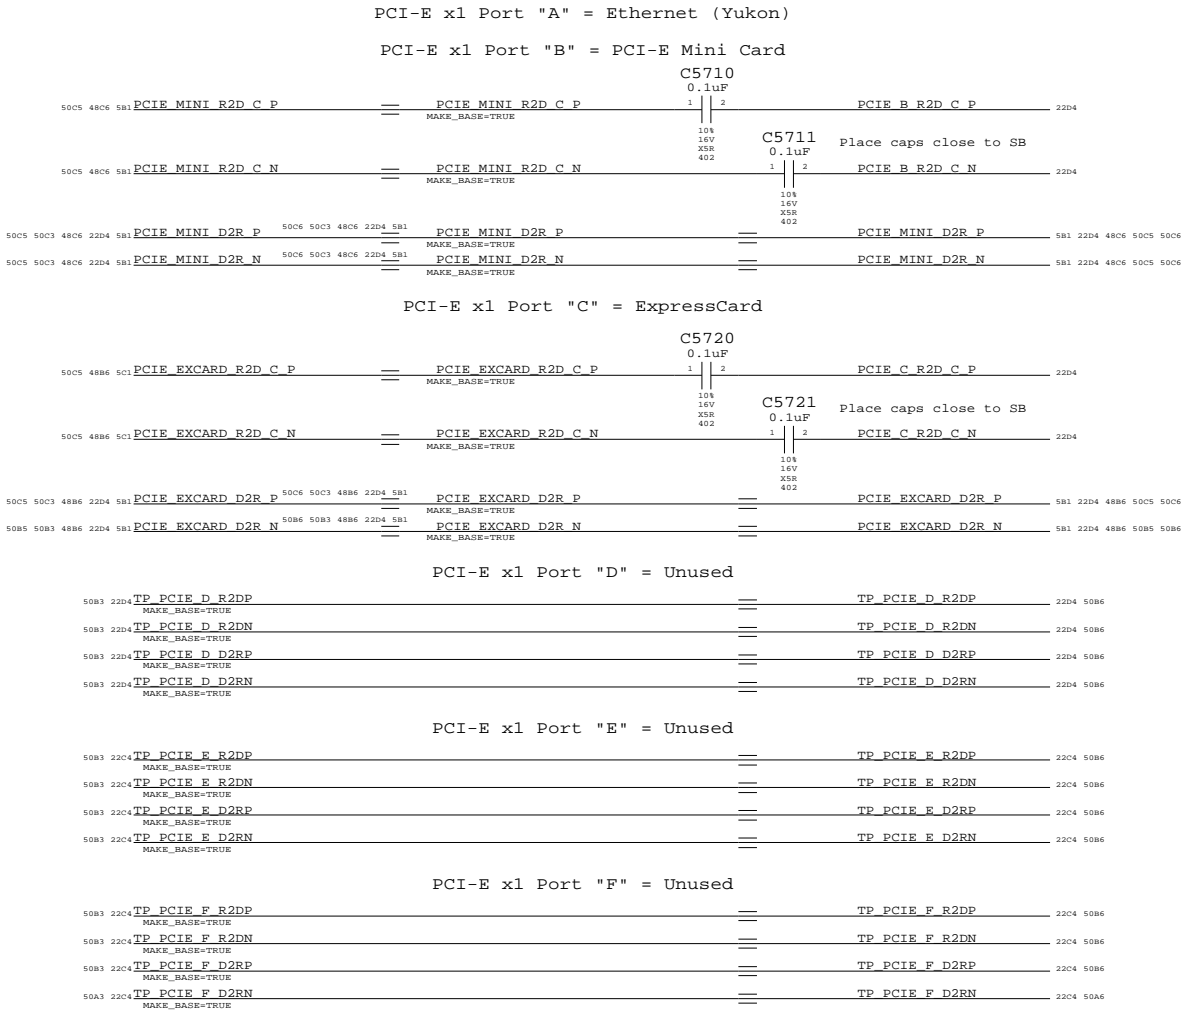 PCI-E x1 Port "A" = Ethernet (Yukon)
PCI-E x1 Port "B" = PCI-E Mini Card
C5710
0.1uF
50C5 48C6 5B1 PCIE_MINI_R2D_C_P PCIE_MINI_R2D_C_P 1 2 PCIE_B_R2D_C_P 22D4
MAKE_BASE=TRUE
10%
16V
X5R
402
C5711 Place caps close to SB
0.1uF
50C5 48C6 5B1 PCIE_MINI_R2D_C_N PCIE_MINI_R2D_C_N 1 2 PCIE_B_R2D_C_N 22D4
MAKE_BASE=TRUE
10%
16V
X5R
402
50C5 50C3 48C6 22D4 5B1 PCIE_MINI_D2R_P 50C6 50C3 48C6 22D4 5B1 PCIE_MINI_D2R_P PCIE_MINI_D2R_P 5B1 22D4 48C6 50C5 50C6
MAKE_BASE=TRUE
50C5 50C3 48C6 22D4 5B1 PCIE_MINI_D2R_N 50C6 50C3 48C6 22D4 5B1 PCIE_MINI_D2R_N PCIE_MINI_D2R_N 5B1 22D4 48C6 50C5 50C6
MAKE_BASE=TRUE
PCI-E x1 Port "C" = ExpressCard
C5720
0.1uF
50C5 48B6 5C1 PCIE_EXCARD_R2D_C_P PCIE_EXCARD_R2D_C_P 1 2 PCIE_C_R2D_C_P 22D4
MAKE_BASE=TRUE
10%
16V
X5R
402
C5721 Place caps close to SB
0.1uF
50C5 48B6 5C1 PCIE_EXCARD_R2D_C_N PCIE_EXCARD_R2D_C_N 1 2 PCIE_C_R2D_C_N 22D4
MAKE_BASE=TRUE
10%
16V
X5R
402
50C5 50C3 48B6 22D4 5B1 PCIE_EXCARD_D2R_P 50C6 50C3 48B6 22D4 5B1 PCIE_EXCARD_D2R_P PCIE_EXCARD_D2R_P 5B1 22D4 48B6 50C5 50C6
MAKE_BASE=TRUE
50B5 50B3 48B6 22D4 5B1 PCIE_EXCARD_D2R_N 50B6 50B3 48B6 22D4 5B1 PCIE_EXCARD_D2R_N PCIE_EXCARD_D2R_N 5B1 22D4 48B6 50B5 50B6
MAKE_BASE=TRUE
PCI-E x1 Port "D" = Unused
50B3 22D4 TP_PCIE_D_R2DP TP_PCIE_D_R2DP 22D4 50B6
MAKE_BASE=TRUE
50B3 22D4 TP_PCIE_D_R2DN TP_PCIE_D_R2DN 22D4 50B6
MAKE_BASE=TRUE
50B3 22D4 TP_PCIE_D_D2RP TP_PCIE_D_D2RP 22D4 50B6
MAKE_BASE=TRUE
50B3 22D4 TP_PCIE_D_D2RN TP_PCIE_D_D2RN 22D4 50B6
MAKE_BASE=TRUE
PCI-E x1 Port "E" = Unused
50B3 22C4 TP_PCIE_E_R2DP TP_PCIE_E_R2DP 22C4 50B6
MAKE_BASE=TRUE
50B3 22C4 TP_PCIE_E_R2DN TP_PCIE_E_R2DN 22C4 50B6
MAKE_BASE=TRUE
50B3 22C4 TP_PCIE_E_D2RP TP_PCIE_E_D2RP 22C4 50B6
MAKE_BASE=TRUE
50B3 22C4 TP_PCIE_E_D2RN TP_PCIE_E_D2RN 22C4 50B6
MAKE_BASE=TRUE
PCI-E x1 Port "F" = Unused
50B3 22C4 TP_PCIE_F_R2DP TP_PCIE_F_R2DP 22C4 50B6
MAKE_BASE=TRUE
50B3 22C4 TP_PCIE_F_R2DN TP_PCIE_F_R2DN 22C4 50B6
MAKE_BASE=TRUE
50B3 22C4 TP_PCIE_F_D2RP TP_PCIE_F_D2RP 22C4 50B6
MAKE_BASE=TRUE
50A3 22C4 TP_PCIE_F_D2RN TP_PCIE_F_D2RN 22C4 50A6
MAKE_BASE=TRUE